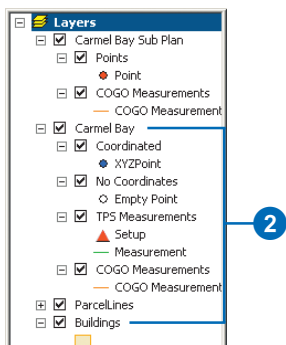 Layers
Carmel Bay Sub Plan
Points
Point
COGO Measurements
COGO Measurement
Carmel Bay
Coordinated
XYZPoint
No Coordinates
Empty Point
TPS Measurements
Setup
Measurement
COGO Measurements
COGO Measurement
ParcelLines
Buildings
2